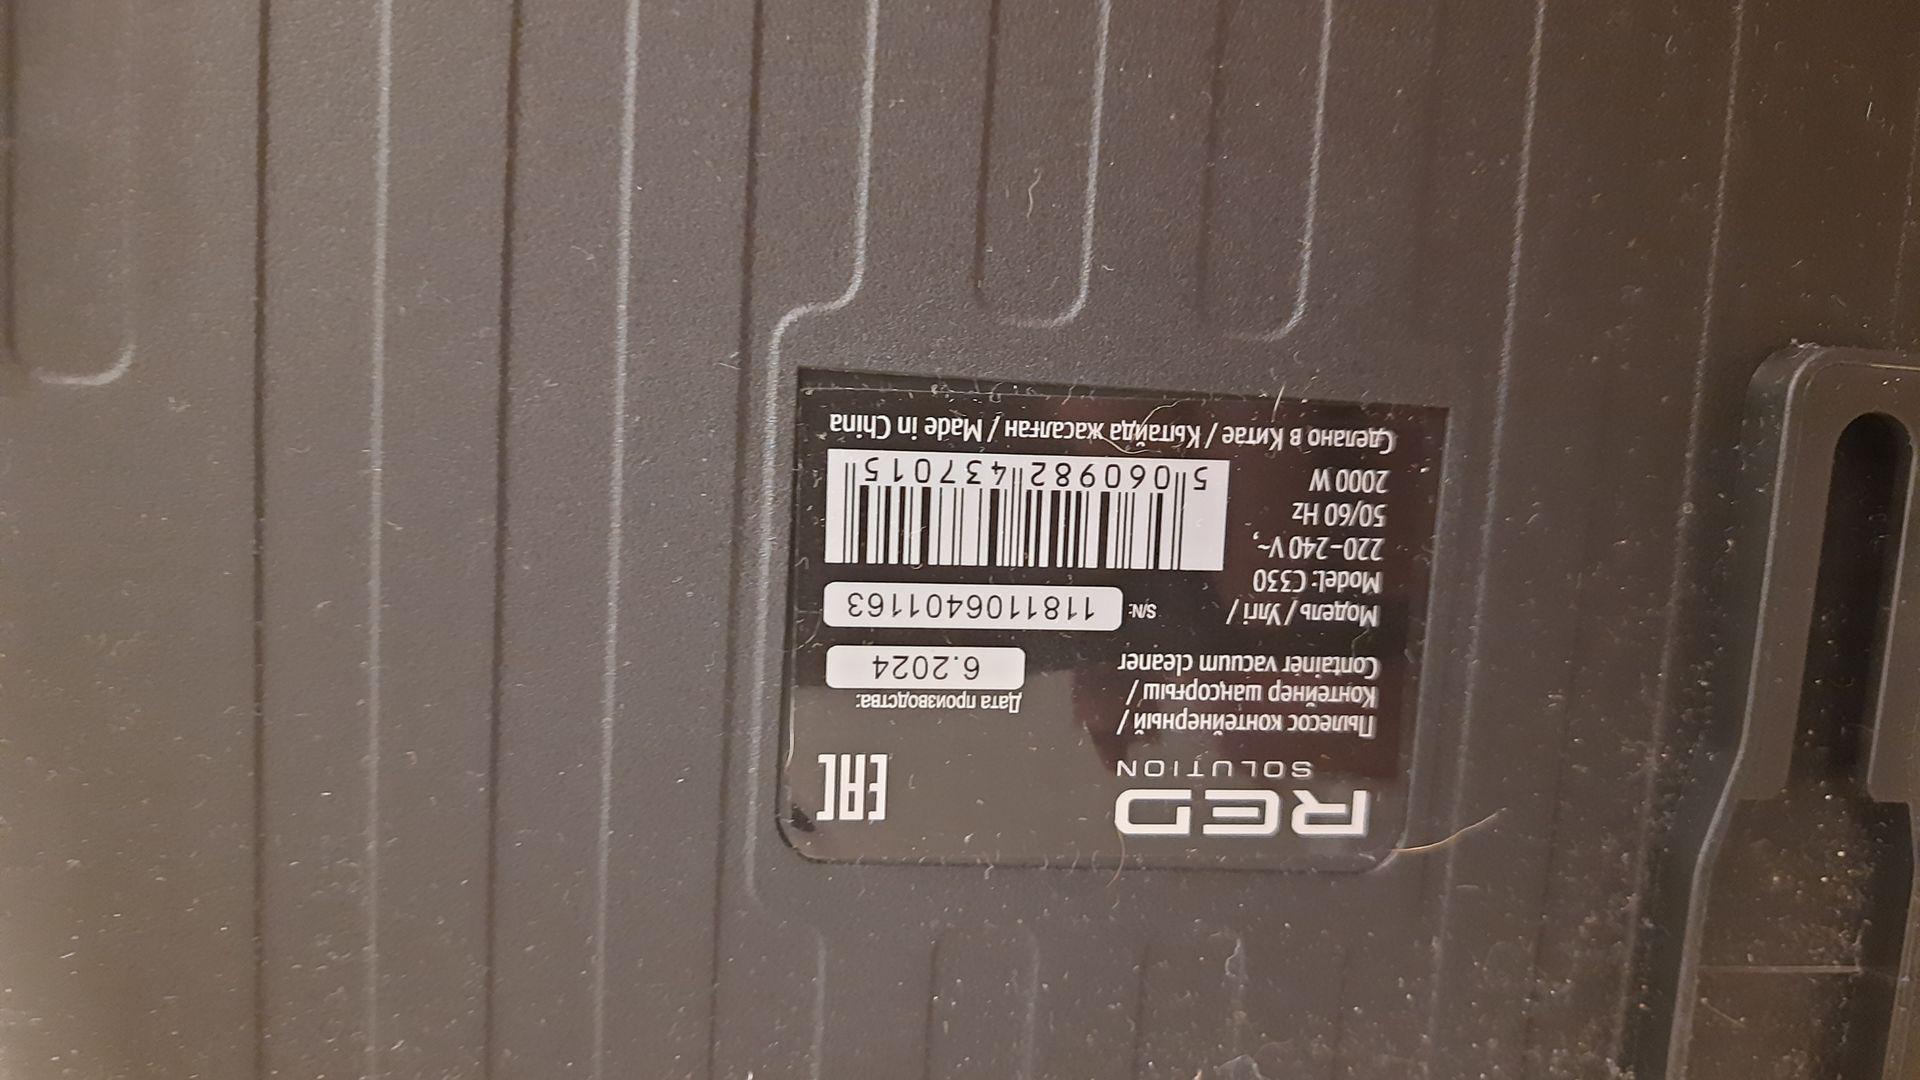 RED
SOLUTION
EAC
Пылесос контейнерный /
Контейнер шаңсорғыш /
Container vacuum cleaner
Дата производства:
6.2024
Модель / Үлгі /
Model: C330
220-240 V~,
50/60 Hz
2000 W
S/N: 1181106401163
5 060982 437015
Сделано в Китае / Қытайда жасалған / Made in China